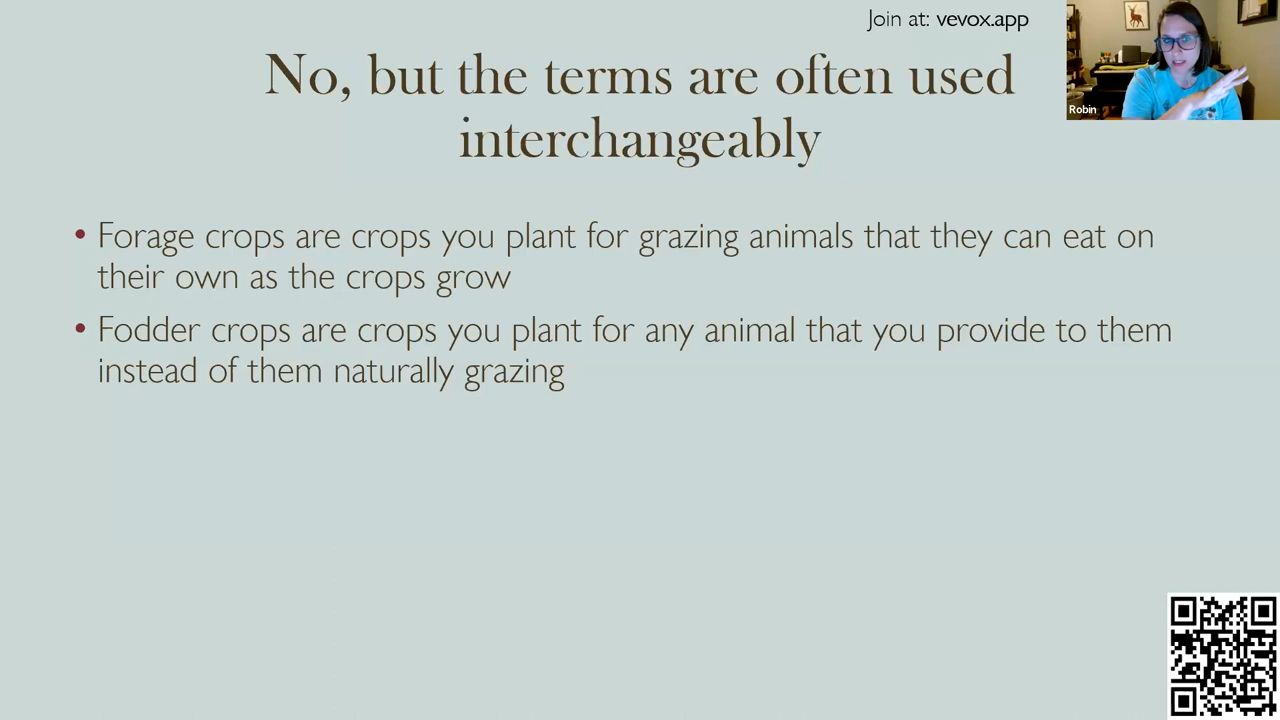 Join at: vevox.app
No, but the terms are often used
interchangeably
Robin
• Forage crops are crops you plant for grazing animals that they can eat on
their own as the crops grow
• Fodder crops are crops you plant for any animal that you provide to them
instead of them naturally grazing